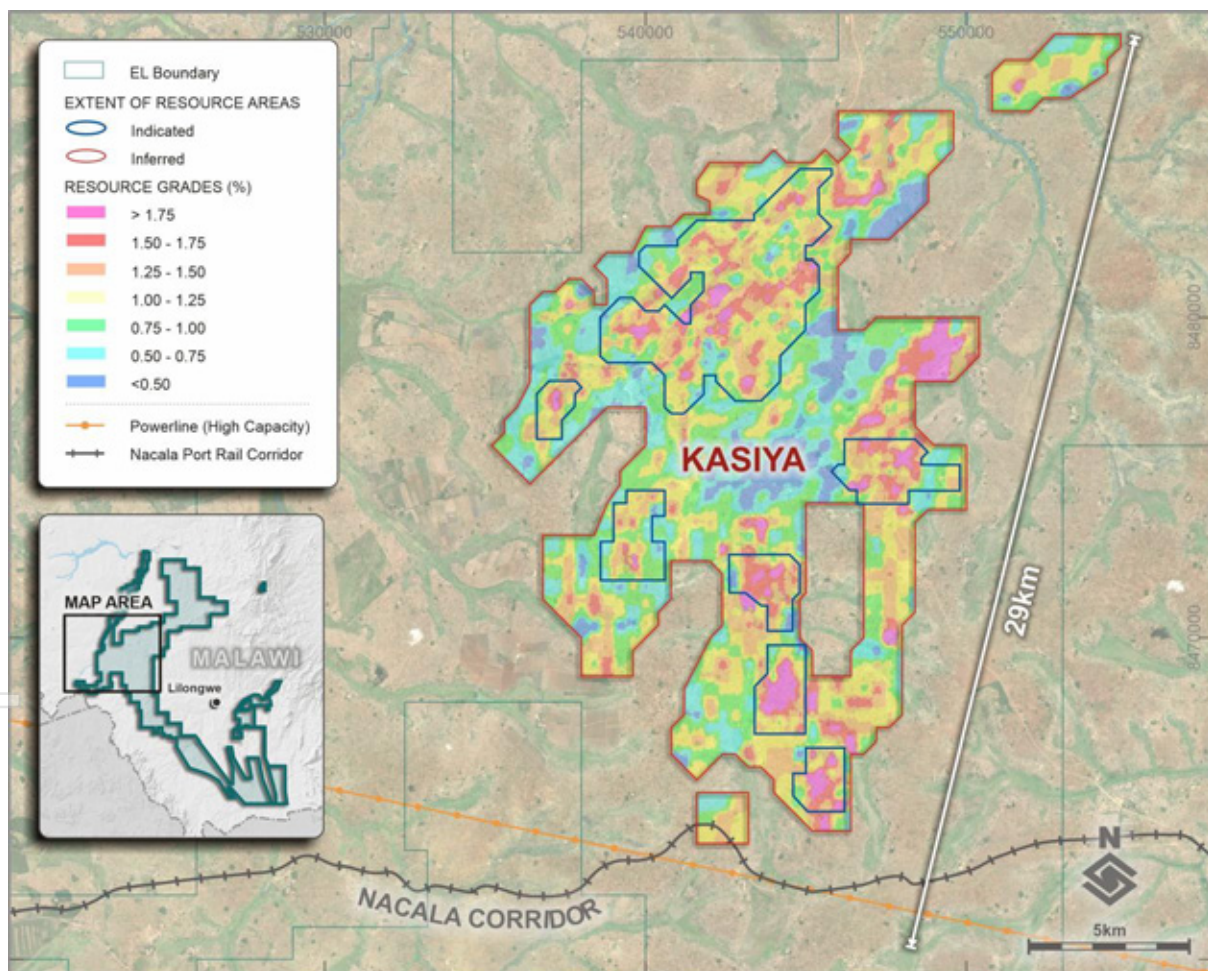 530000
540000
550000
EL Boundary
EXTENT OF RESOURCE AREAS
Indicated
Inferred
RESOURCE GRADES (%)
> 1.75
1.50 - 1.75
1.25 - 1.50
1.00 - 1.25
0.75 - 1.00
0.50 - 0.75
<0.50
Powerline (High Capacity)
Nacala Port Rail Corridor
8480000
KASIYA
MAP AREA
MALAWI
Lilongwe
29km
8470000
NACALA CORRIDOR
N
5km